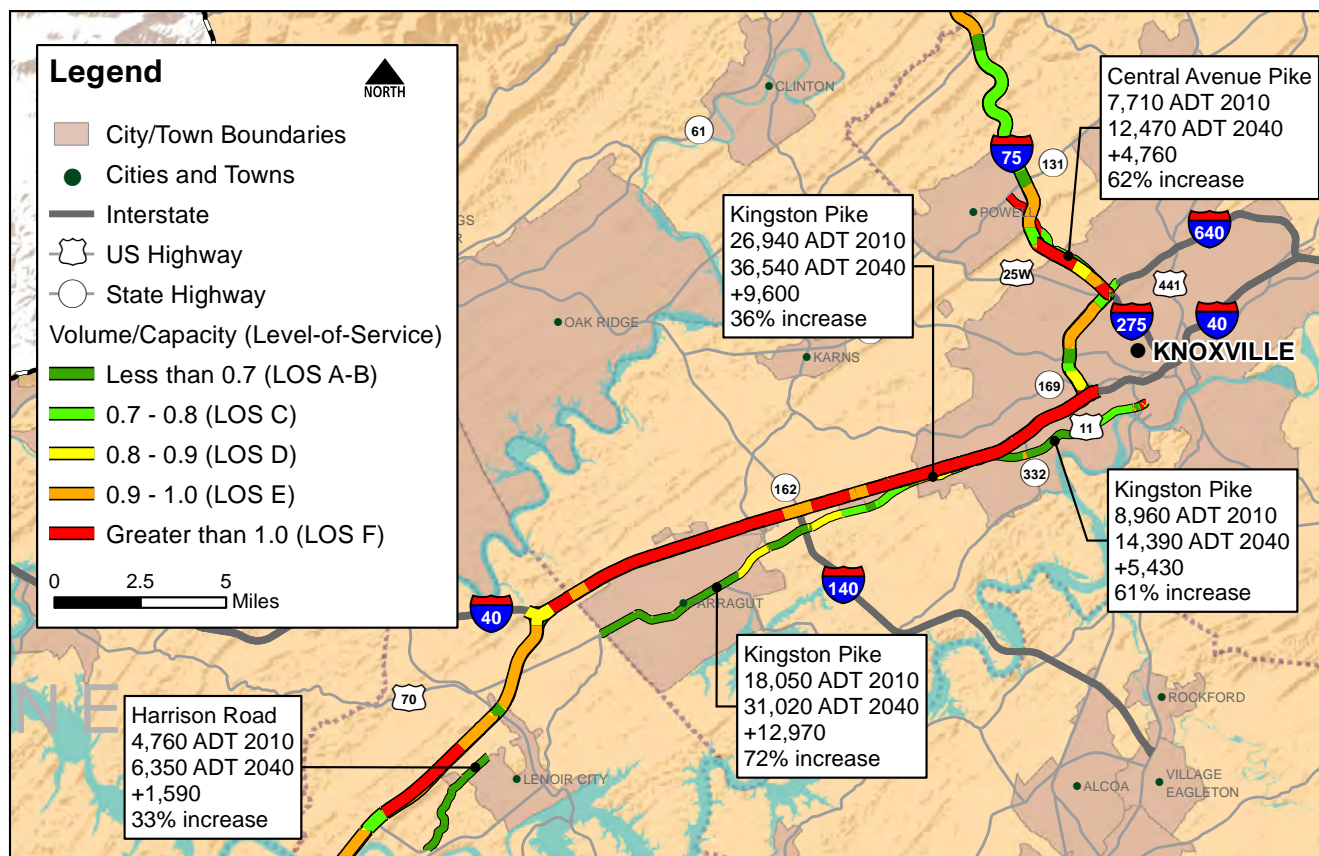 Legend
NORTH
City/Town Boundaries
Cities and Towns
Interstate
US Highway
State Highway
Volume/Capacity (Level-of-Service)
Less than 0.7 (LOS A-B)
0.7 - 0.8 (LOS C)
0.8 - 0.9 (LOS D)
0.9 - 1.0 (LOS E)
Greater than 1.0 (LOS F)
0 2.5 5
Miles
CLINTON
61
75
131
POWELL
Central Avenue Pike
7,710 ADT 2010
12,470 ADT 2040
+4,760
62% increase
Kingston Pike
26,940 ADT 2010
36,540 ADT 2040
+9,600
36% increase
640
25W
441
275
40
KNOXVILLE
GS
R
OAK RIDGE
KARNS
169
11
332
162
Kingston Pike
8,960 ADT 2010
14,390 ADT 2040
+5,430
61% increase
140
ARRAGUT
40
Kingston Pike
18,050 ADT 2010
31,020 ADT 2040
+12,970
72% increase
70
NE
Harrison Road
4,760 ADT 2010
6,350 ADT 2040
+1,590
33% increase
LENOIR CITY
ROCKFORD
ALCOA
VILLAGE
EAGLETON